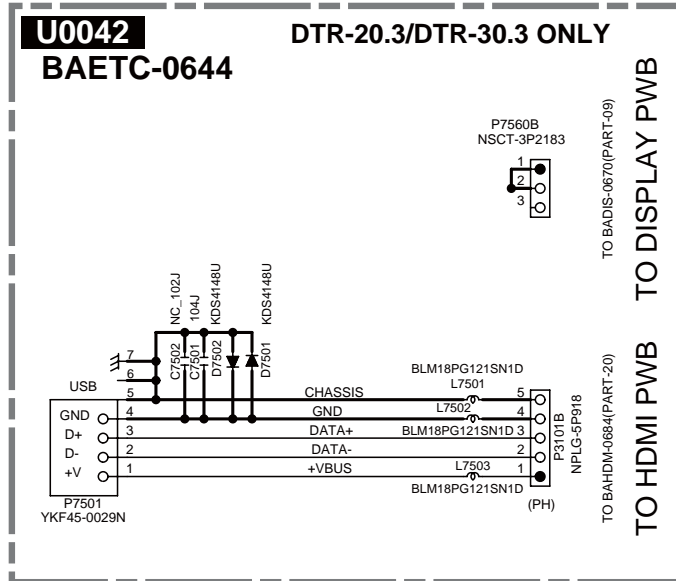 U0042
DTR-20.3/DTR-30.3 ONLY
BAETC-0644
P7560B
NSCT-3P2183
1
2
3
TO BADIS-0670(PART-09)
TO DISPLAY PWB
NC_102J
104J
KDS4148U
KDS4148U
C7502
C7501
D7502
D7501
7
6
USB
5
CHASSIS
BLM18PG121SN1D
L7501
5
GND
4
GND
L7502
4
D+
3
DATA+
BLM18PG121SN1D
3
D-
2
DATA-
2
+V
1
+VBUS
L7503
1
BLM18PG121SN1D
P7501
YKF45-0029N
(PH)
P3101B
NPLG-5P918
TO BAHDM-0684(PART-20)
TO HDMI PWB